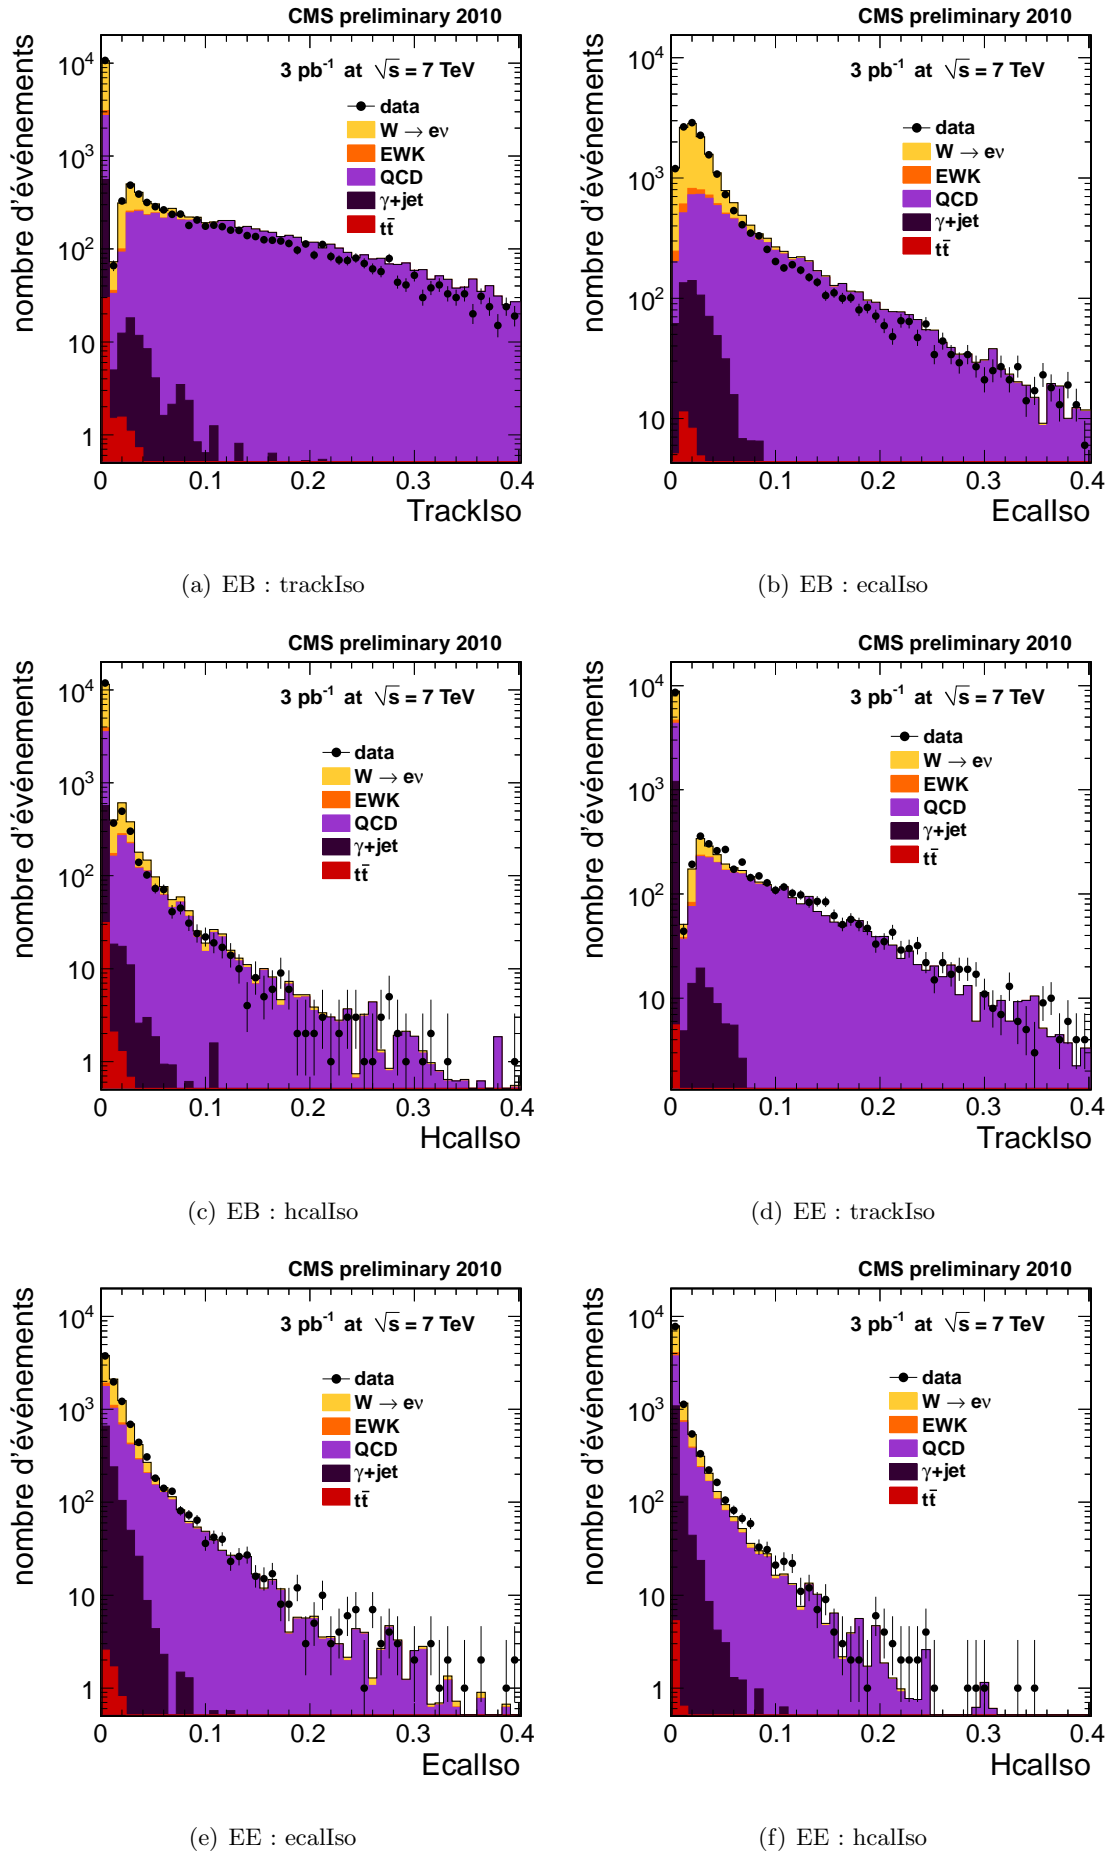 CMS preliminary 2010
nombre d'événements
3 pb⁻¹ at √s = 7 TeV
data
W → eν
EWK
QCD
γ+jet
tt̄
10⁴
10³
10²
10
1
0 0.1 0.2 0.3 0.4
TrackIso
(a) EB : trackIso
CMS preliminary 2010
nombre d'événements
3 pb⁻¹ at √s = 7 TeV
data
W → eν
EWK
QCD
γ+jet
tt̄
10⁴
10³
10²
10
0 0.1 0.2 0.3 0.4
EcalIso
(b) EB : ecalIso
CMS preliminary 2010
nombre d'événements
3 pb⁻¹ at √s = 7 TeV
data
W → eν
EWK
QCD
γ+jet
tt̄
10⁴
10³
10²
10
1
0 0.1 0.2 0.3 0.4
HcalIso
(c) EB : hcalIso
CMS preliminary 2010
nombre d'événements
3 pb⁻¹ at √s = 7 TeV
data
W → eν
EWK
QCD
γ+jet
tt̄
10⁴
10³
10²
10
0 0.1 0.2 0.3 0.4
TrackIso
(d) EE : trackIso
CMS preliminary 2010
nombre d'événements
3 pb⁻¹ at √s = 7 TeV
data
W → eν
EWK
QCD
γ+jet
tt̄
10⁴
10³
10²
10
1
0 0.1 0.2 0.3 0.4
EcalIso
(e) EE : ecalIso
CMS preliminary 2010
nombre d'événements
3 pb⁻¹ at √s = 7 TeV
data
W → eν
EWK
QCD
γ+jet
tt̄
10⁴
10³
10²
10
1
0 0.1 0.2 0.3 0.4
HcalIso
(f) EE : hcalIso